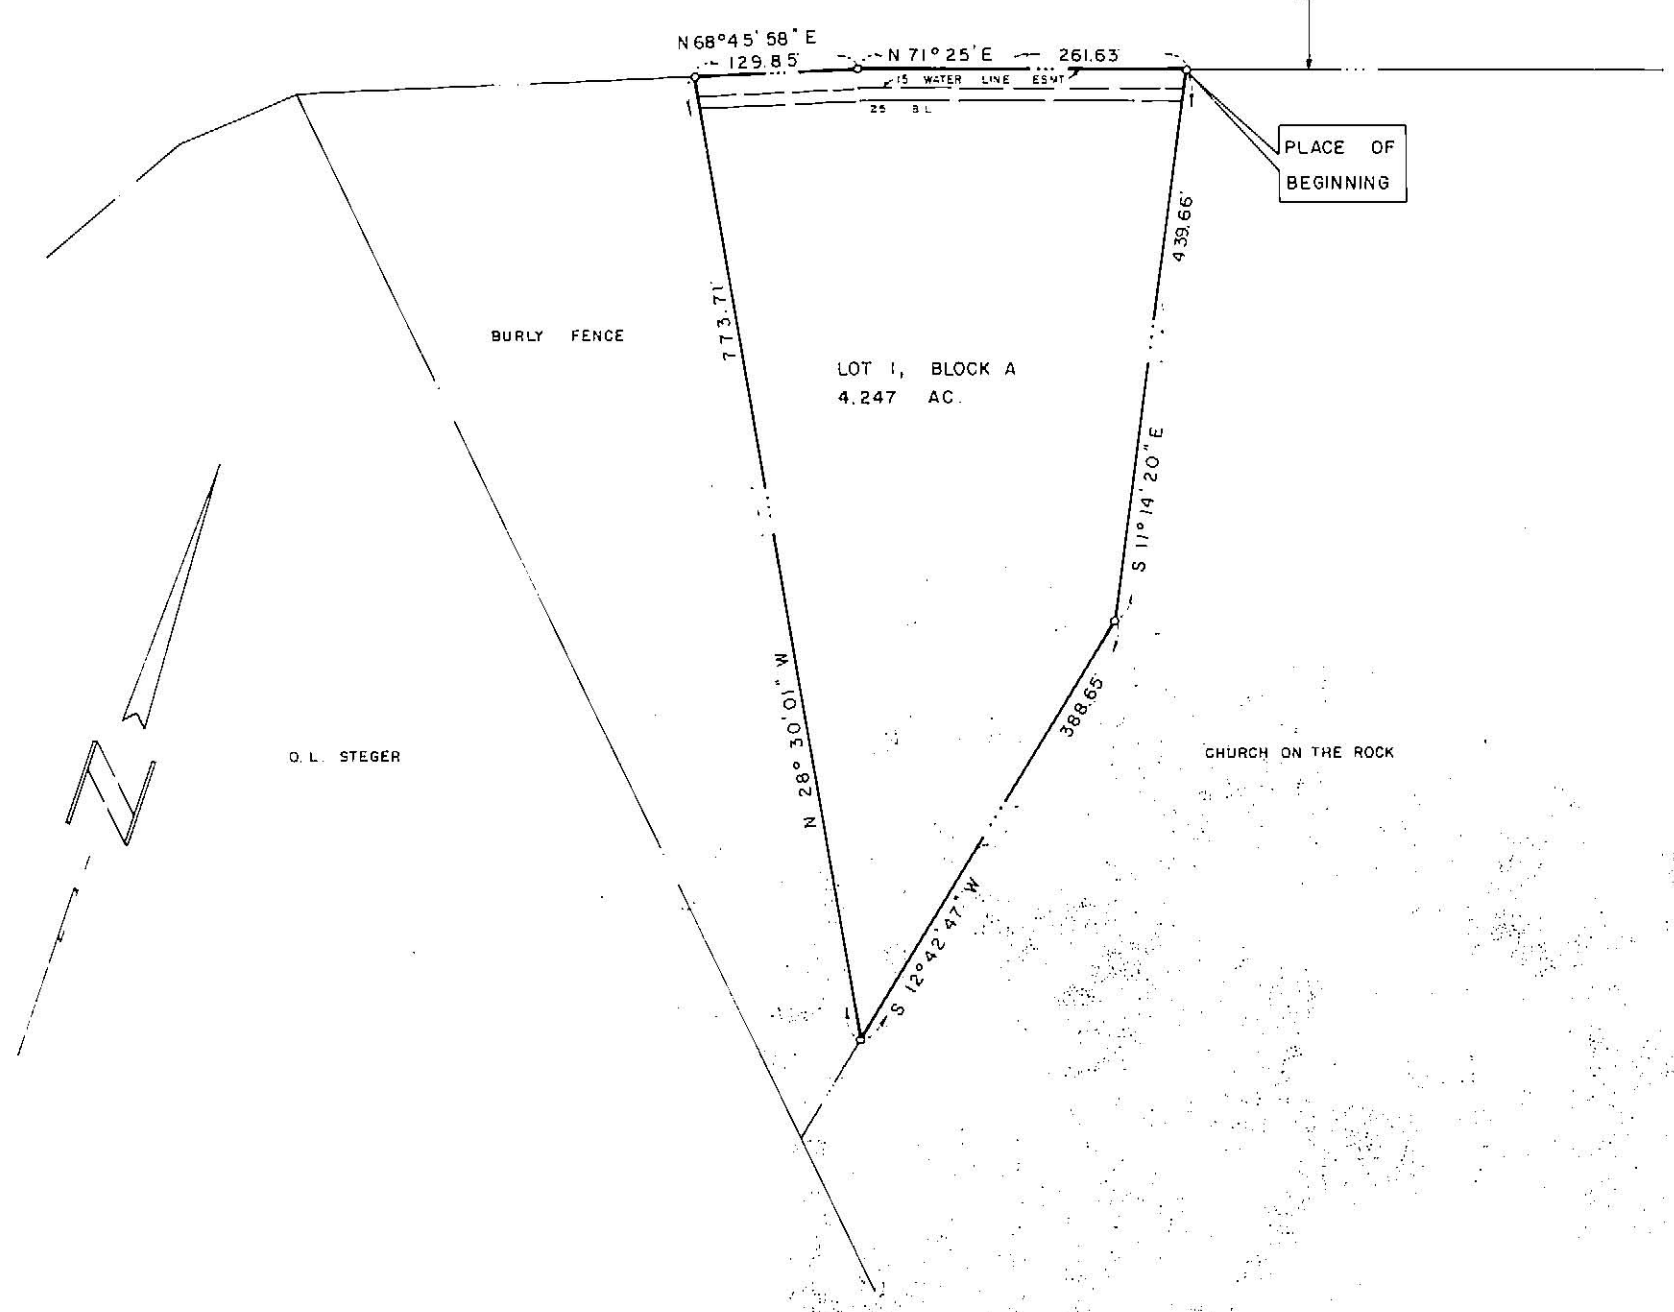 N 68°45'58" E
129.85'
N 71°25'E 261.63'
15 WATER LINE ESMT
25 B.L.
PLACE OF
BEGINNING
439.66'
773.71'
BURLY FENCE
LOT 1, BLOCK A
4.247 AC.
S 11°14'20" E
N 28°30'01" W
388.65'
O. L. STEGER
CHURCH ON THE ROCK
N
S 12°42'47" W